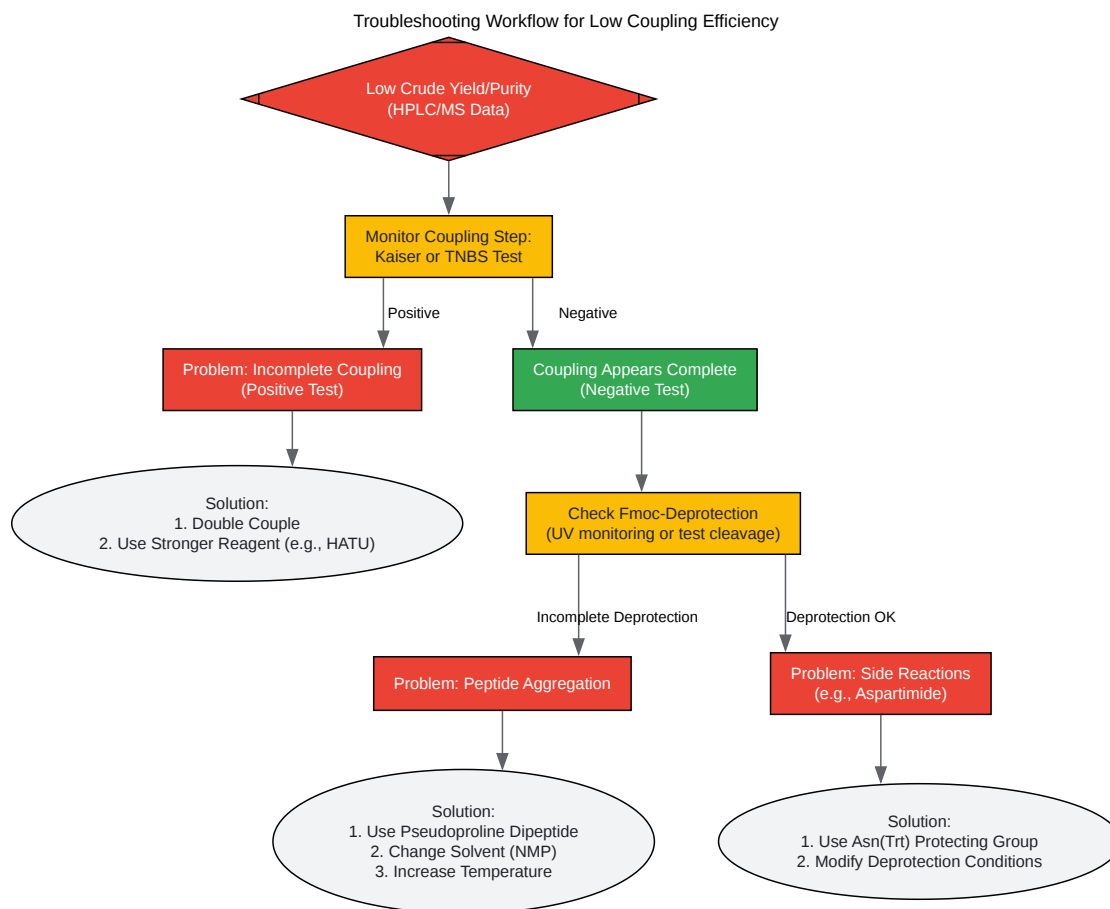 Troubleshooting Workflow for Low Coupling Efficiency
Low Crude Yield/Purity
(HPLC/MS Data)
Monitor Coupling Step:
Kaiser or TNBS Test
Positive
Negative
Problem: Incomplete Coupling
(Positive Test)
Coupling Appears Complete
(Negative Test)
Solution:
1. Double Couple
2. Use Stronger Reagent (e.g., HATU)
Check Fmoc-Deprotection
(UV monitoring or test cleavage)
Incomplete Deprotection
Deprotection OK
Problem: Peptide Aggregation
Problem: Side Reactions
(e.g., Aspartimide)
Solution:
1. Use Pseudoproline Dipeptide
2. Change Solvent (NMP)
3. Increase Temperature
Solution:
1. Use Asn(Trt) Protecting Group
2. Modify Deprotection Conditions